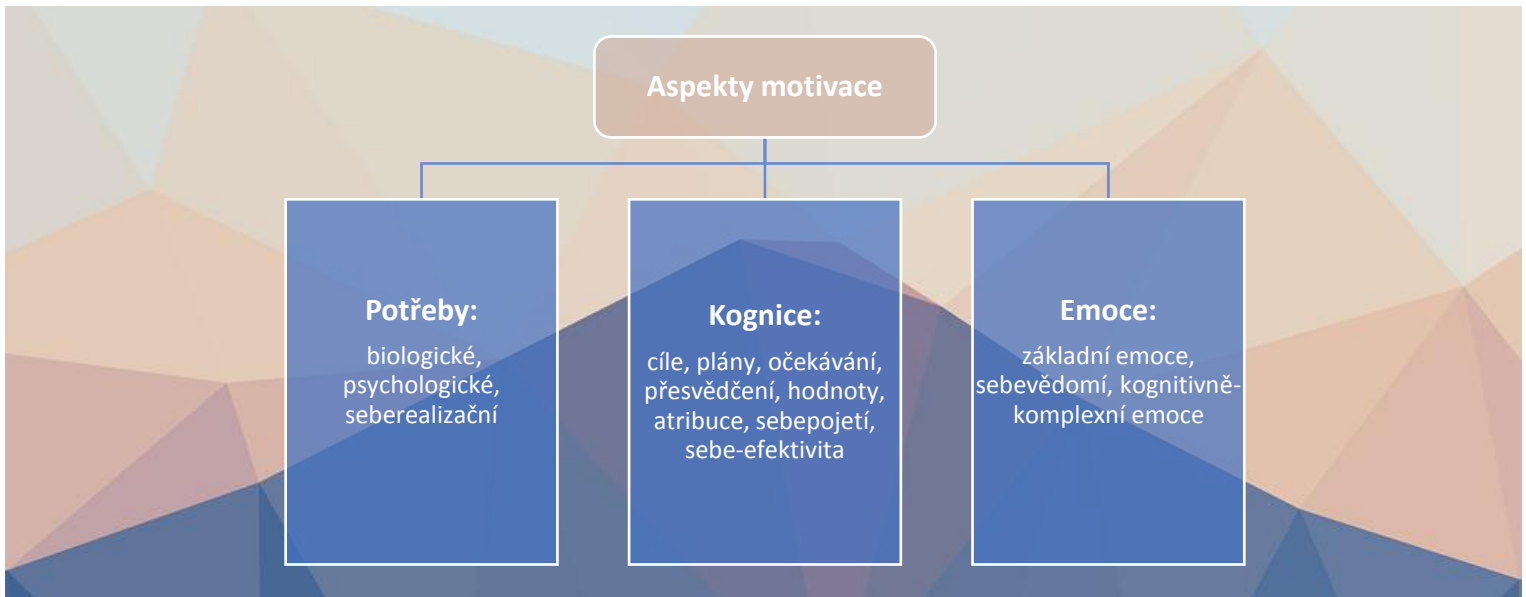 Aspekty motivace
Potřeby:
biologické,
psychologické,
seberealizační
Kognice:
cíle, plány, očekávání,
přesvědčení, hodnoty,
atribuce, sebepojetí,
sebe-efektivita
Emoce:
základní emoce,
sebevědomí, kognitivně-
komplexní emoce